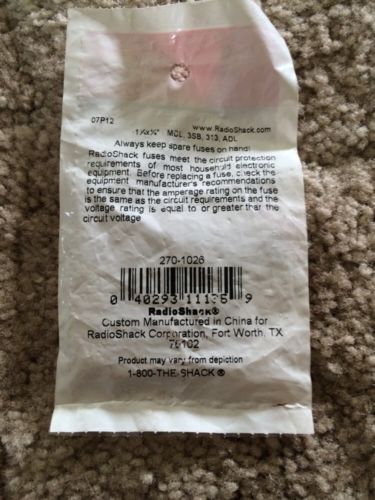 07P12
www.RadioShack.com
1¼x¼" MDL, 3SB, 313, ADL
Always keep spare fuses on hand!
RadioShack fuses meet the circuit protection
requirements of most household electronic
equipment. Before replacing a fuse, check the
equipment manufacturer's recommendations
to ensure that the amperage rating on the fuse
is the same as the circuit requirements and the
voltage rating is equal to or greater than the
circuit voltage
270-1026
0 40293 11135 9
RadioShack®
Custom Manufactured in China for
RadioShack Corporation, Fort Worth, TX
76102
Product may vary from depiction
1-800-THE-SHACK®